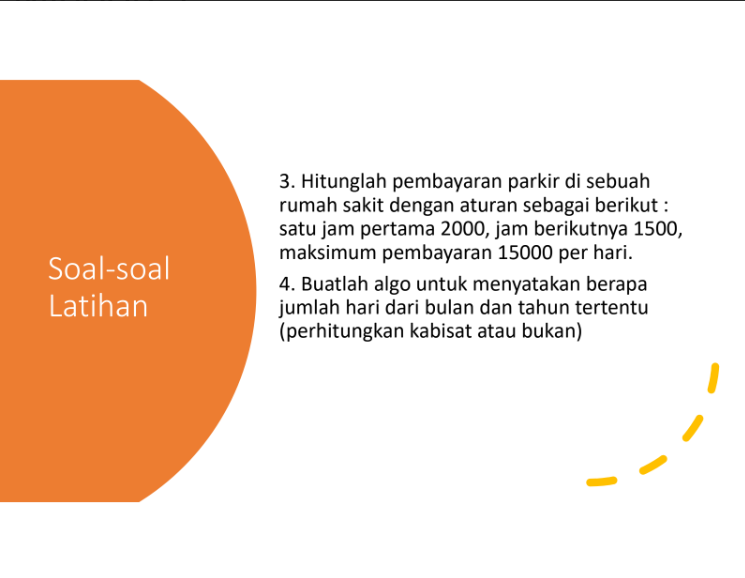 Soal-soal
Latihan
3. Hitunglah pembayaran parkir di sebuah
rumah sakit dengan aturan sebagai berikut :
satu jam pertama 2000, jam berikutnya 1500,
maksimum pembayaran 15000 per hari.
4. Buatlah algo untuk menyatakan berapa
jumlah hari dari bulan dan tahun tertentu
(perhitungkan kabisat atau bukan)